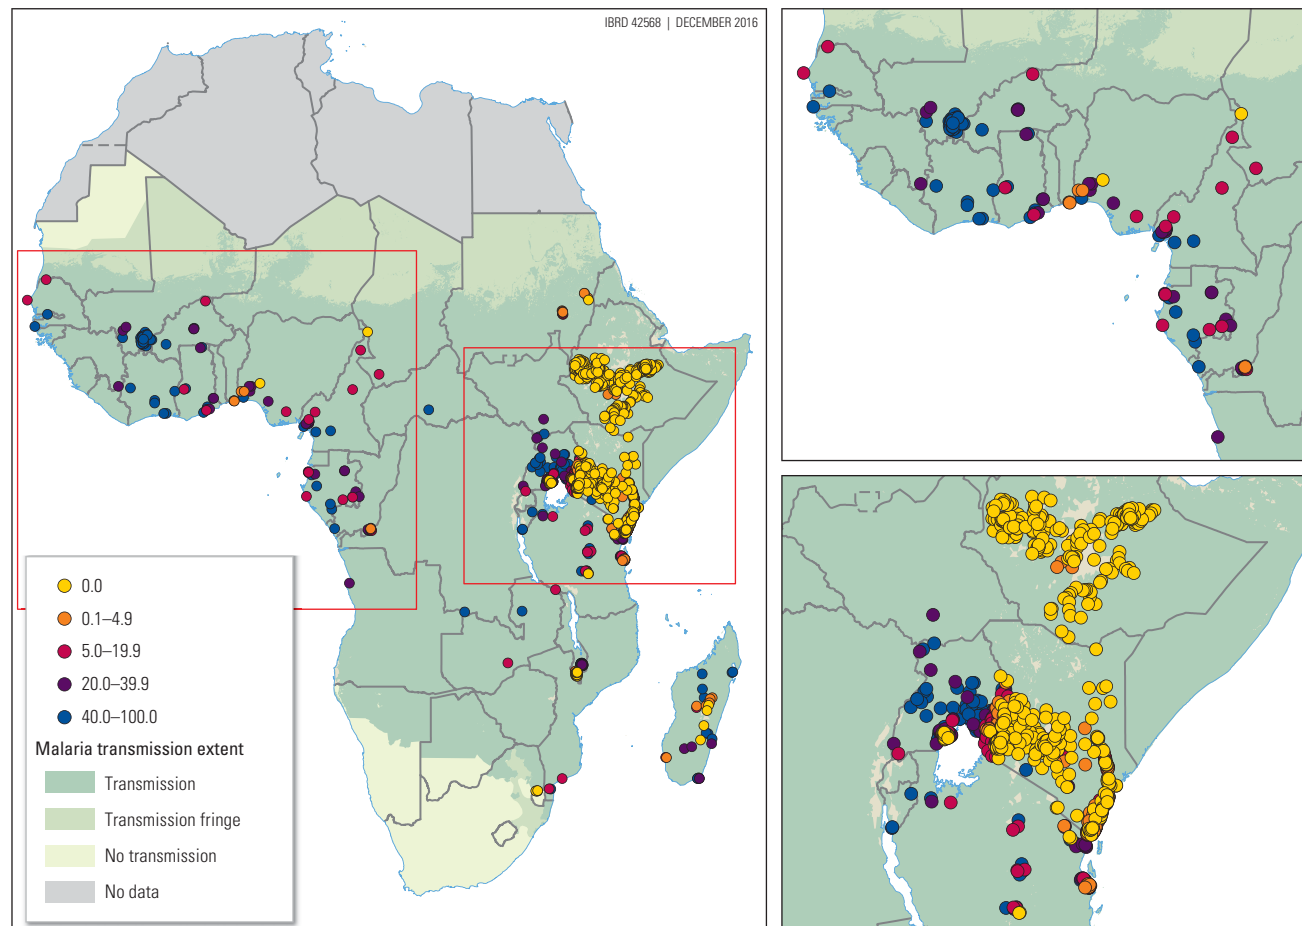 IBRD 42568 | DECEMBER 2016
0.0
0.1–4.9
5.0–19.9
20.0–39.9
40.0–100.0
Malaria transmission extent
Transmission
Transmission fringe
No transmission
No data